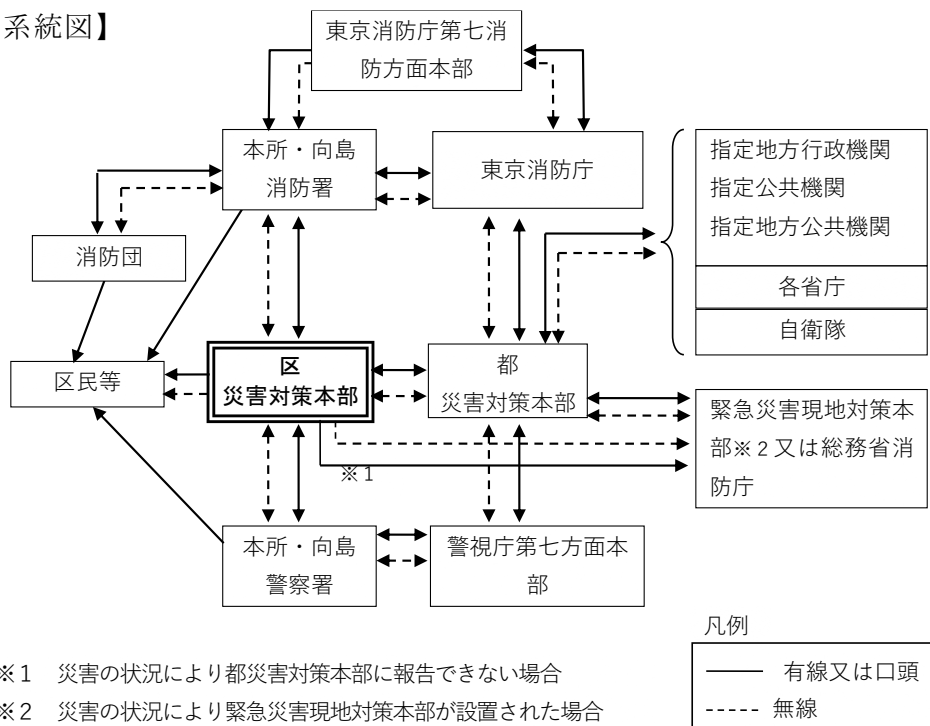 系統図】
東京消防庁第七消
防方面本部
本所・向島
消防署
東京消防庁
指定地方行政機関
指定公共機関
指定地方公共機関
各省庁
自衛隊
消防団
区民等
区
災害対策本部
都
災害対策本部
緊急災害現地対策本
部※２又は総務省消
防庁
※１
本所・向島
警察署
警視庁第七方面本
部
凡例
有線又は口頭
無線
※１　災害の状況により都災害対策本部に報告できない場合
※２　災害の状況により緊急災害現地対策本部が設置された場合